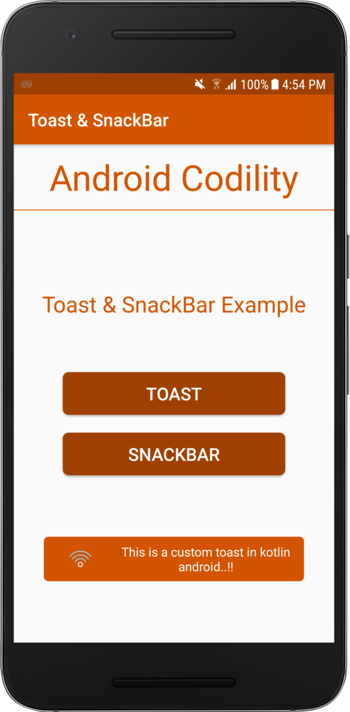 100% 4:54 PM
Toast & SnackBar
Android Codility
Toast & SnackBar Example
TOAST
SNACKBAR
This is a custom toast in kotlin
android..!!